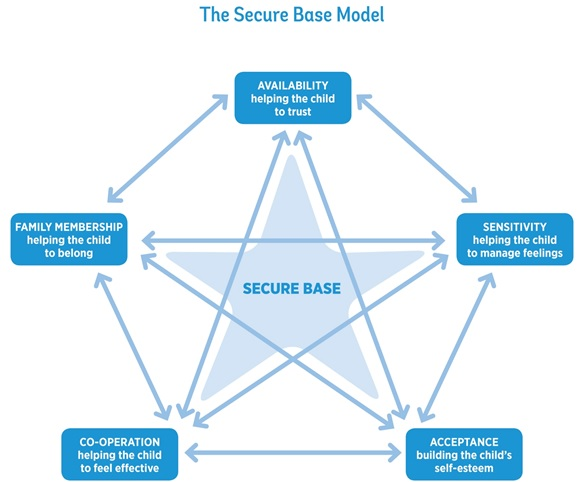 The Secure Base Model
AVAILABILITY
helping the child
to trust
FAMILY MEMBERSHIP
helping the child
to belong
SENSITIVITY
helping the child
to manage feelings
SECURE BASE
CO-OPERATION
helping the child
to feel effective
ACCEPTANCE
building the child's
self-esteem